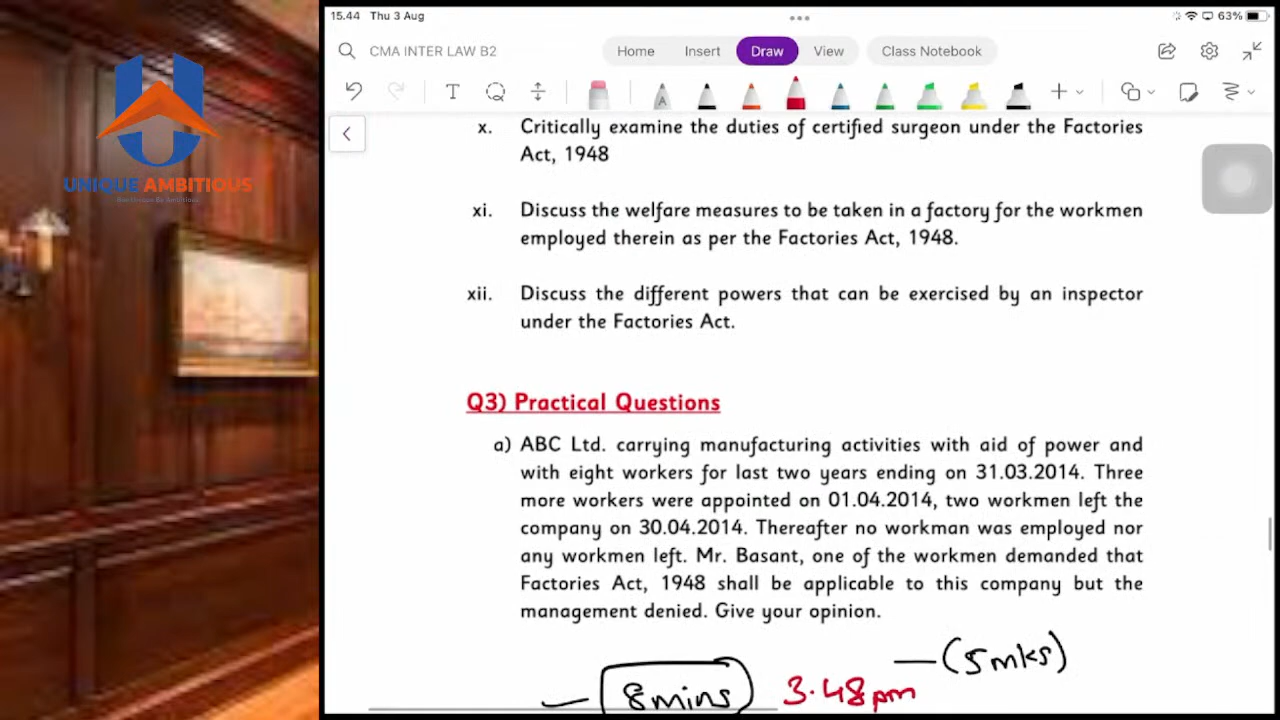 15.44 Thu 3 Aug
63%
CMA INTER LAW B2
Home Insert Draw View Class Notebook
UNIQUE AMBITIOUS
x. Critically examine the duties of certified surgeon under the Factories
Act, 1948
xi. Discuss the welfare measures to be taken in a factory for the workmen
employed therein as per the Factories Act, 1948.
xii. Discuss the different powers that can be exercised by an inspector
under the Factories Act.
Q3) Practical Questions
a) ABC Ltd. carrying manufacturing activities with aid of power and
with eight workers for last two years ending on 31.03.2014. Three
more workers were appointed on 01.04.2014, two workmen left the
company on 30.04.2014. Thereafter no workman was employed nor
any workmen left. Mr. Basant, one of the workmen demanded that
Factories Act, 1948 shall be applicable to this company but the
management denied. Give your opinion.
— (5mks)
— 8mins 3.48pm